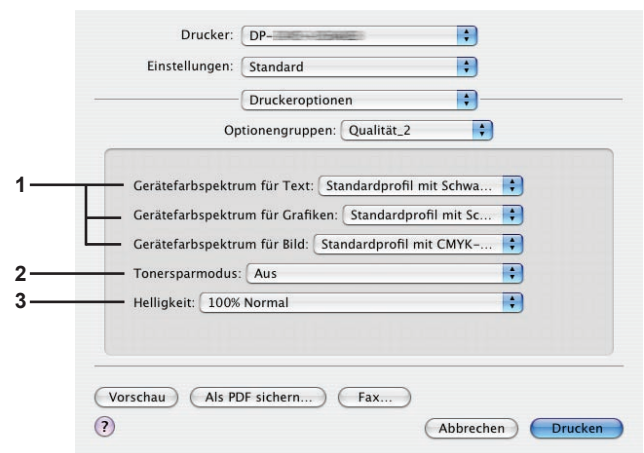 Drucker: DP-
Einstellungen: Standard
Druckeroptionen
Optionengruppen: Qualität_2
1 Gerätefarbspektrum für Text: Standardprofil mit Schwa...
Gerätefarbspektrum für Grafiken: Standardprofil mit Sc...
Gerätefarbspektrum für Bild: Standardprofil mit CMYK-...
2 Tonersparmodus: Aus
3 Helligkeit: 100% Normal
Vorschau Als PDF sichern... Fax...
? Abbrechen Drucken